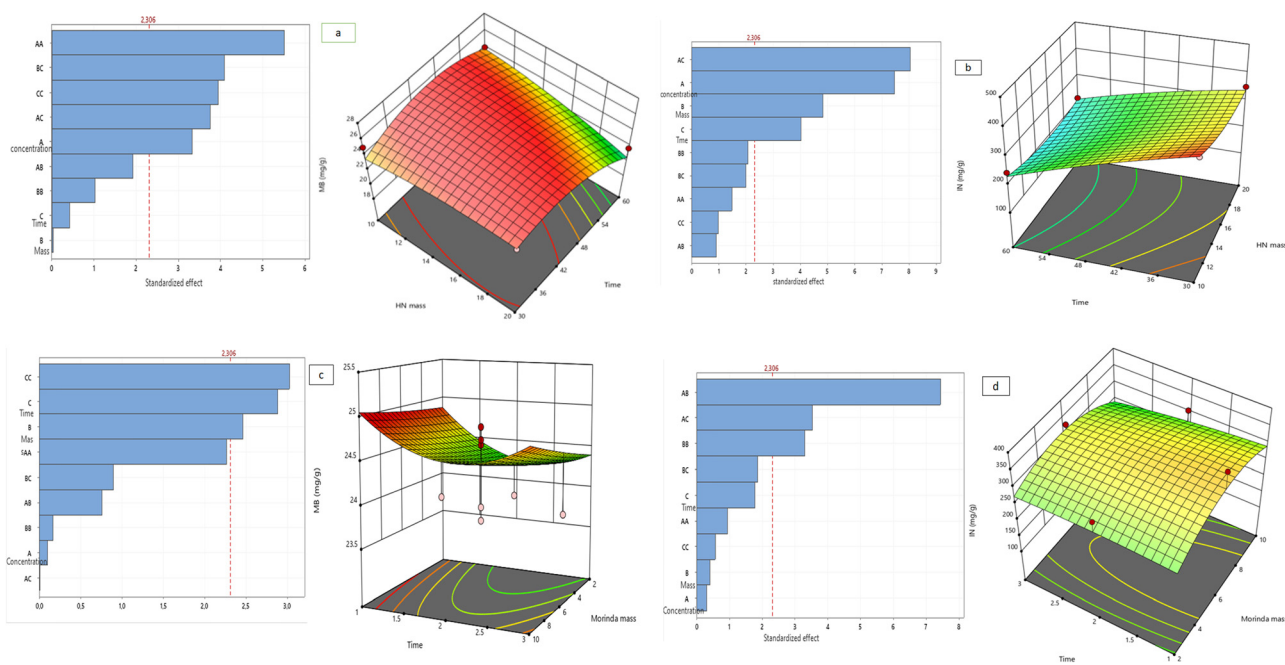 2,306
a
AA
BC
CC
AC
A
concentration
AB
BB
C
Time
B
Mass
0 1 2 3 4 5 6
Standardized effect
28
26
24
22
20
18
MB (mg/g)
10
12
14
16
18
20
HN mass
30
36
42
48
54
60
Time
2,306
b
AC
A
concentration
B
Mass
C
Tme
BB
BC
AA
CC
AB
0 1 2 3 4 5 6 7 8 9
standardized effect
500
400
300
200
100
IN (mg/g)
60
54
48
42
36
30
Time
20
18
16
14
12
10
HN mass
2,306
c
CC
C
Time
B
Mas
fAA
BC
AB
BB
A
Concentration
AC
0,0 0,5 1,0 1,5 2,0 2,5 3,0
25.5
25
24.5
24
23.5
MB (mg/g)
1
1.5
2
2.5
3
Time
2
4
6
8
10
Morinda mass
2,306
d
AB
AC
BB
BC
C
Time
AA
CC
B
Mass
A
Concentration
0 1 2 3 4 5 6 7 8
Standardized effect
400
350
300
250
200
150
100
IN (mg/g)
3
2.5
2
1.5
1
Time
10
8
6
4
2
Morinda mass